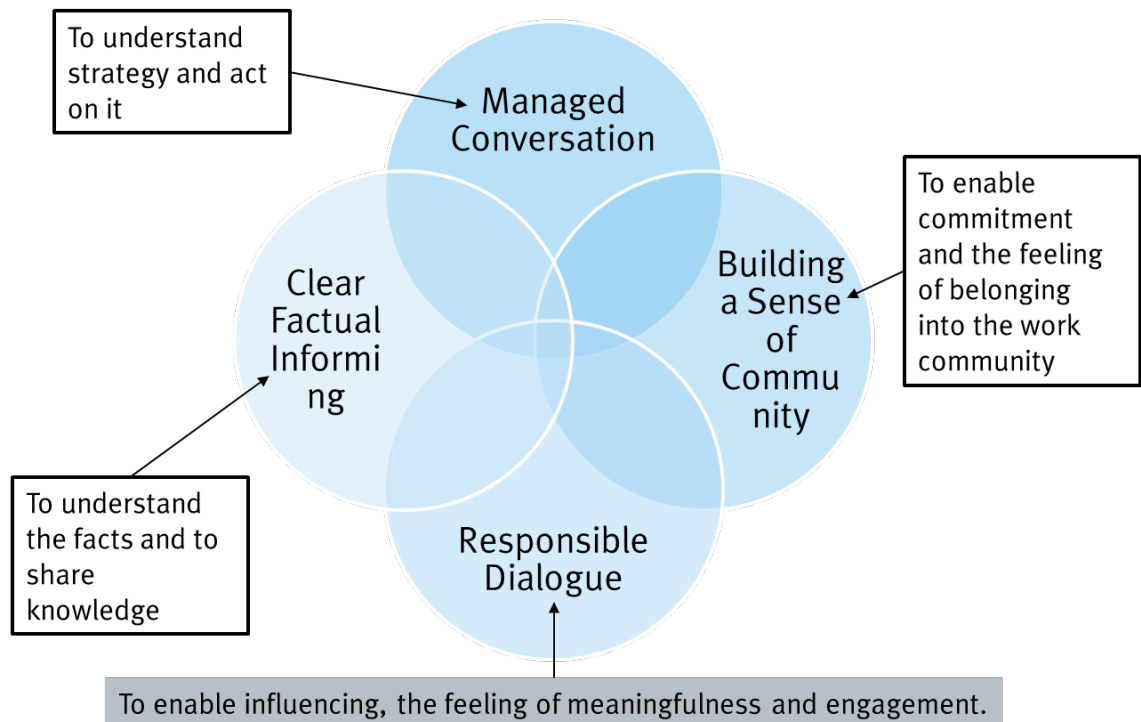 To understand
strategy and act
on it
Managed
Conversation
To enable
commitment
and the feeling
of belonging
into the work
community
Building
a Sense
of
Commu
nity
Clear
Factual
Informi
ng
To understand
the facts and to
share
knowledge
Responsible
Dialogue
To enable influencing, the feeling of meaningfulness and engagement.